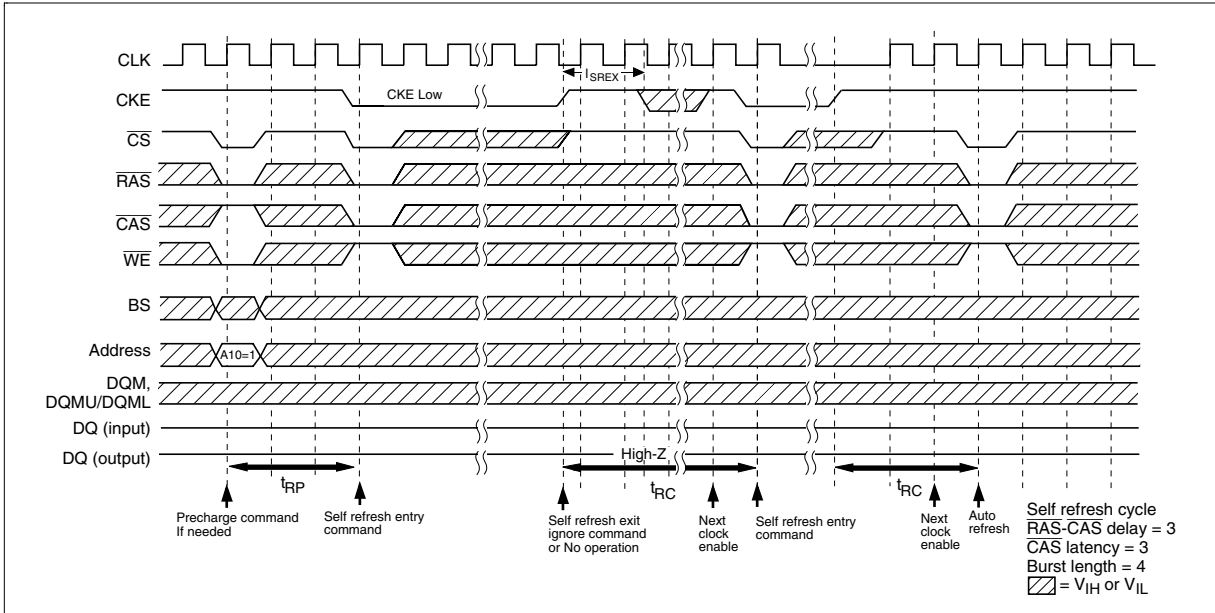 CLK
l SREX
CKE
CKE Low
CS
RAS
CAS
WE
BS
Address
A10=1
DQM,
DQMU/DQML
DQ (input)
DQ (output)
High-Z
tRP
tRC
tRC
Precharge command
If needed
Self refresh entry
command
Self refresh exit
ignore command
or No operation
Next
clock
enable
Self refresh entry
command
Next
clock
enable
Auto
refresh
Self refresh cycle
RAS-CAS delay = 3
CAS latency = 3
Burst length = 4
= VIH or VIL